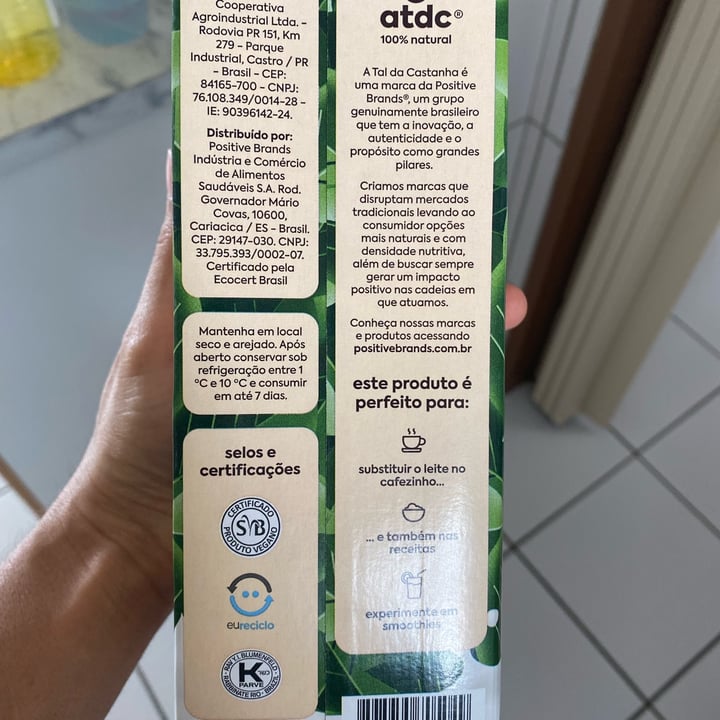 Cooperativa
Agroindustrial Ltda. –
Rodovia PR 151, Km
279 – Parque
Industrial, Castro / PR
– Brasil – CEP:
84165-700 – CNPJ:
76.108.349/0014-28 –
IE: 90396142-24.
Distribuído por:
Positive Brands
Indústria e Comércio
de Alimentos
Saudáveis S.A. Rod.
Governador Mário
Covas, 10600,
Cariacica / ES – Brasil.
CEP: 29147-030. CNPJ:
33.795.393/0002-07.
Certificado pela
Ecocert Brasil
Mantenha em local
seco e arejado. Após
aberto conservar sob
refrigeração entre 1
ºC e 10 ºC e consumir
em até 7 dias.
selos e
certificações
CERTIFICADO
SVB
PRODUTO VEGANO
eureciclo
RAV Y.I. BLUMENFELD
K
PARVE
RABBINATE RIO - BRAZIL
atdc®
100% natural
A Tal da Castanha é
uma marca da Positive
Brands®, um grupo
genuinamente brasileiro
que tem a inovação, a
autenticidade e o
propósito como grandes
pilares.
Criamos marcas que
disruptam mercados
tradicionais levando ao
consumidor opções
mais naturais e com
densidade nutritiva,
além de buscar sempre
gerar um impacto
positivo nas cadeias em
que atuamos.
Conheça nossas marcas
e produtos acessando
positivebrands.com.br
este produto é
perfeito para:
substituir o leite no
cafezinho...
... e também nas
receitas
experimente em
smoothies